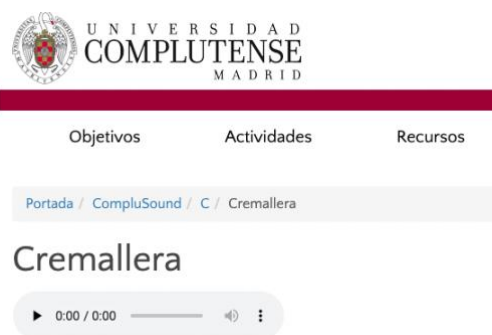 UNIVERSIDAD
COMPLUTENSE
MADRID
Objetivos Actividades Recursos
Portada / CompluSound / C / Cremallera
Cremallera
0:00 / 0:00